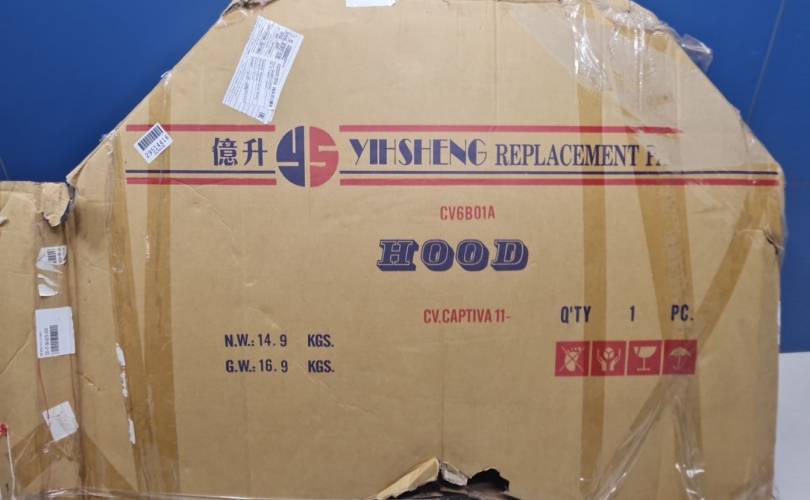 億升 YS YIHSHENG REPLACEMENT PA
CV6B01A
HOOD
CV.CAPTIVA 11-
Q'TY 1 PC.
N.W.: 14.9 KGS.
G.W.: 16.9 KGS.